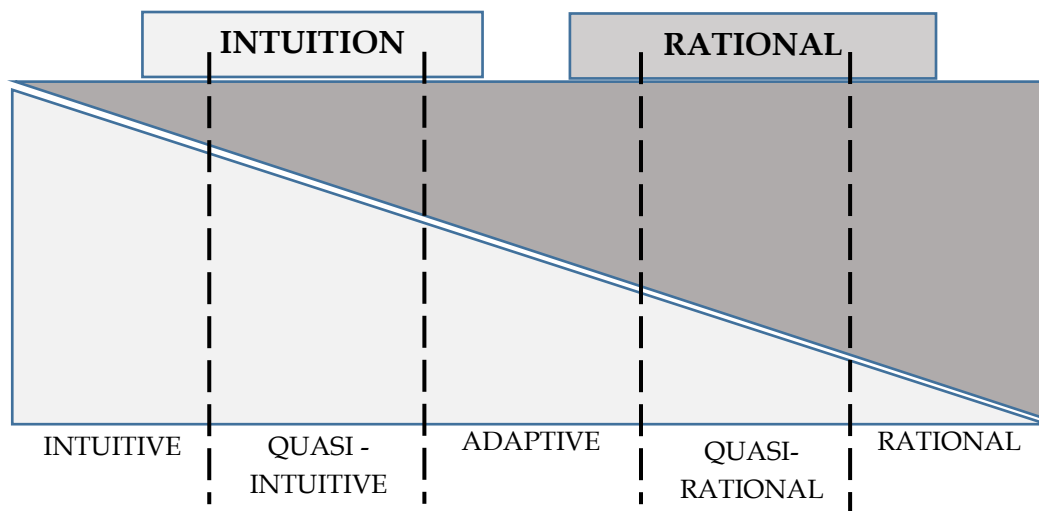 INTUITION
RATIONAL
INTUITIVE
QUASI -
INTUITIVE
ADAPTIVE
QUASI-
RATIONAL
RATIONAL